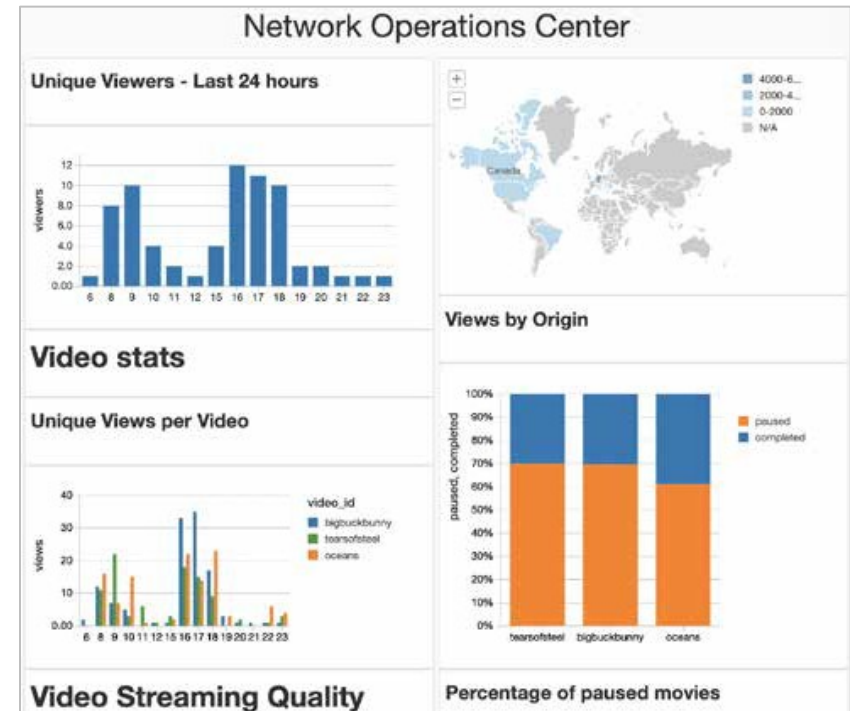 Network Operations Center
Unique Viewers - Last 24 hours
viewers
12
10
8.0
6.0
4.0
2.0
0.00
6 8 9 10 11 12 15 16 17 18 19 20 21 22 23
Video stats
Unique Views per Video
views
40
30
20
10
0.00
6 8 9 10 11 12 15 16 17 18 19 20 21 22 23
video_id
bigbuckbunny
tearsofsteel
oceans
Video Streaming Quality
+
−
Canada
4000-6...
2000-4...
0-2000
N/A
Views by Origin
paused, completed
100%
90%
80%
70%
60%
50%
40%
30%
20%
10%
0%
tearsofsteel bigbuckbunny oceans
paused
completed
Percentage of paused movies